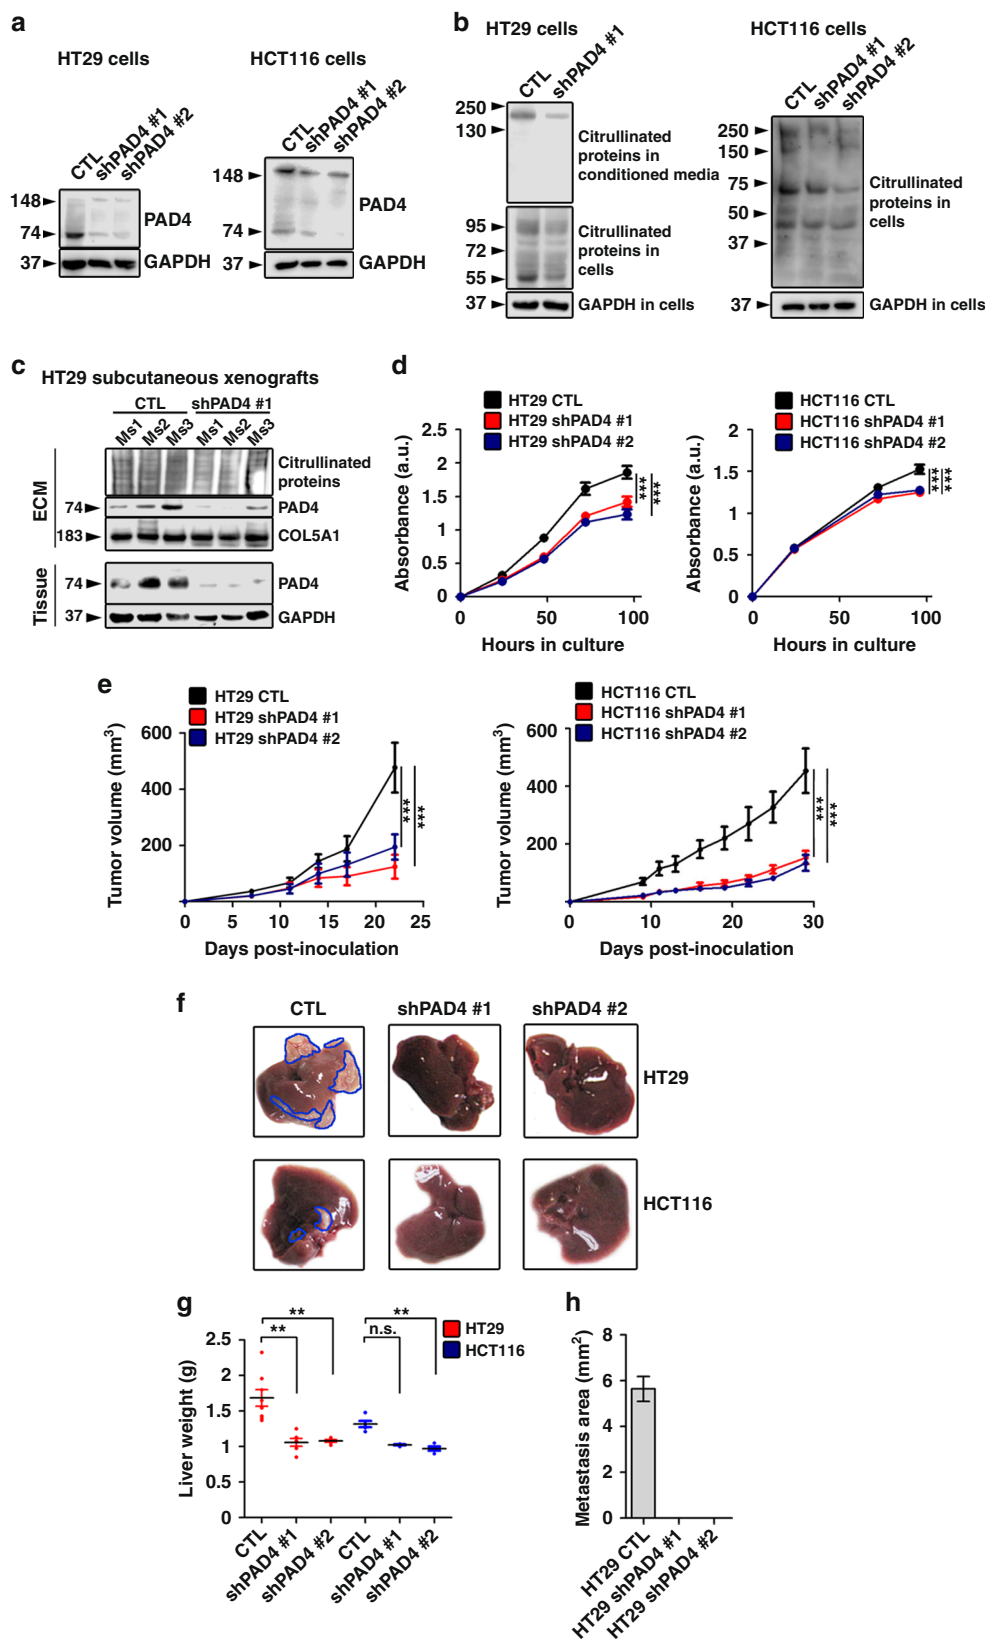 a
HT29 cells
HCT116 cells
CTL
shPAD4 #1
shPAD4 #2
148
74
37
PAD4
GAPDH
CTL
shPAD4 #1
shPAD4 #2
148
74
37
PAD4
GAPDH
b
HT29 cells
HCT116 cells
CTL
shPAD4 #1
250
130
Citrullinated
proteins in
conditioned media
95
72
55
Citrullinated
proteins in
cells
37
GAPDH in cells
CTL
shPAD4 #1
shPAD4 #2
250
150
75
50
37
Citrullinated
proteins in
cells
37
GAPDH in cells
c
HT29 subcutaneous xenografts
CTL
shPAD4 #1
Ms1
Ms2
Ms3
Ms1
Ms2
Ms3
ECM
Citrullinated
proteins
74
PAD4
183
COL5A1
Tissue
74
PAD4
37
GAPDH
d
HT29 CTL
HT29 shPAD4 #1
HT29 shPAD4 #2
Absorbance (a.u.)
2.5
2
1.5
1
0.5
0
0
50
100
Hours in culture
***
***
HCT116 CTL
HCT116 shPAD4 #1
HCT116 shPAD4 #2
Absorbance (a.u.)
2
1.5
1
0.5
0
0
50
100
Hours in culture
***
***
e
HT29 CTL
HT29 shPAD4 #1
HT29 shPAD4 #2
Tumor volume (mm³)
600
400
200
0
5
10
15
20
25
Days post-inoculation
***
***
HCT116 CTL
HCT116 shPAD4 #1
HCT116 shPAD4 #2
Tumor volume (mm³)
600
400
200
0
10
20
30
Days post-inoculation
***
***
f
CTL
shPAD4 #1
shPAD4 #2
HT29
HCT116
g
HT29
HCT116
Liver weight (g)
2.5
2
1.5
1
0.5
0
**
**
n.s.
**
CTL
shPAD4 #1
shPAD4 #2
CTL
shPAD4 #1
shPAD4 #2
h
Metastasis area (mm²)
8
6
4
2
0
HT29 CTL
HT29 shPAD4 #1
HT29 shPAD4 #2